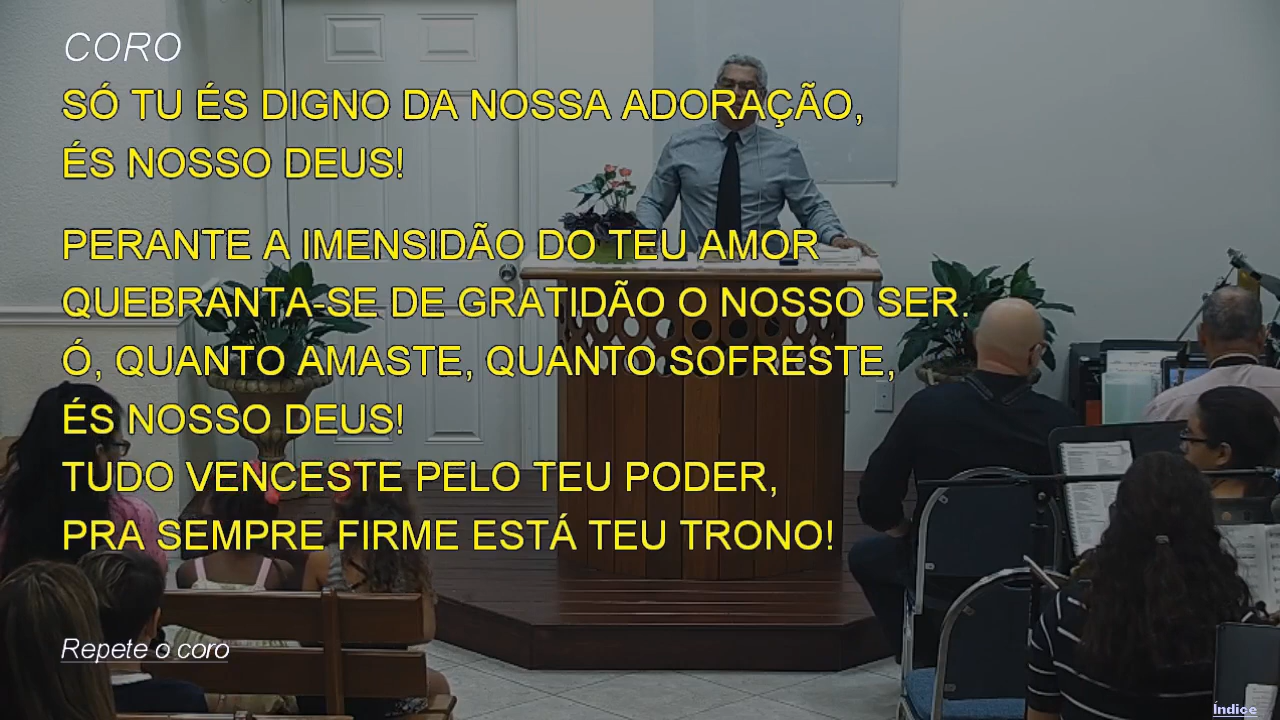 CORO
SÓ TU ÉS DIGNO DA NOSSA ADORAÇÃO,
ÉS NOSSO DEUS!
PERANTE A IMENSIDÃO DO TEU AMOR
QUEBRANTA-SE DE GRATIDÃO O NOSSO SER.
Ó, QUANTO AMASTE, QUANTO SOFRESTE,
ÉS NOSSO DEUS!
TUDO VENCESTE PELO TEU PODER,
PRA SEMPRE FIRME ESTÁ TEU TRONO!
Repete o coro
Índice